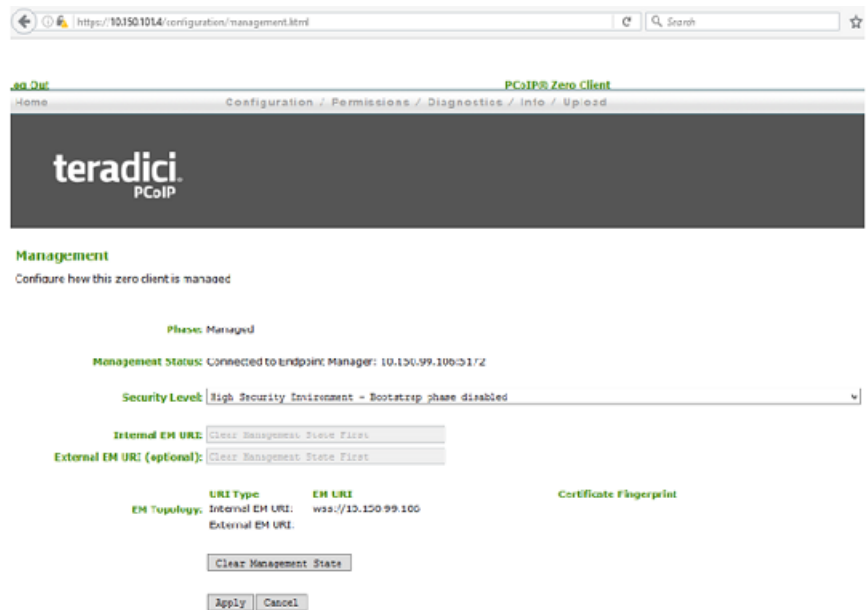 https://10.150.101.4/configuration/management.html
Search
Log Out
PCoIP® Zero Client
Home
Configuration / Permissions / Diagnostics / Info / Upload
teradici.
PCoIP
Management
Configure how this zero client is managed
Phase: Managed
Management Status: Connected to Endpoint Manager: 10.150.99.106:5172
Security Level: High Security Environment - Bootstrap phase disabled
Internal EM URI: Clear Management State First
External EM URI (optional): Clear Management State First
URI Type EM URI Certificate Fingerprint
EM Topology: Internal EM URI: wss://10.150.99.106
External EM URI:
Clear Management State
Apply Cancel